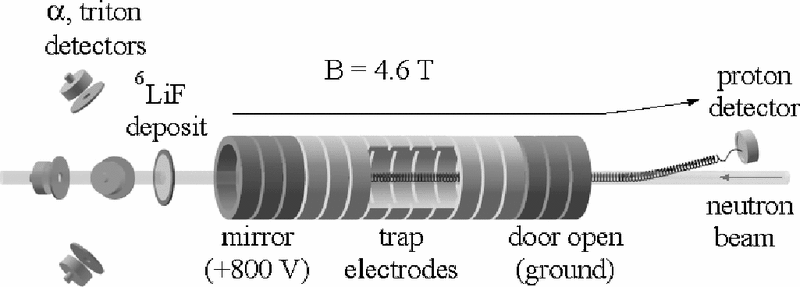 α, triton
detectors
⁶LiF
deposit
B = 4.6 T
proton
detector
neutron
beam
mirror
(+800 V)
trap
electrodes
door open
(ground)